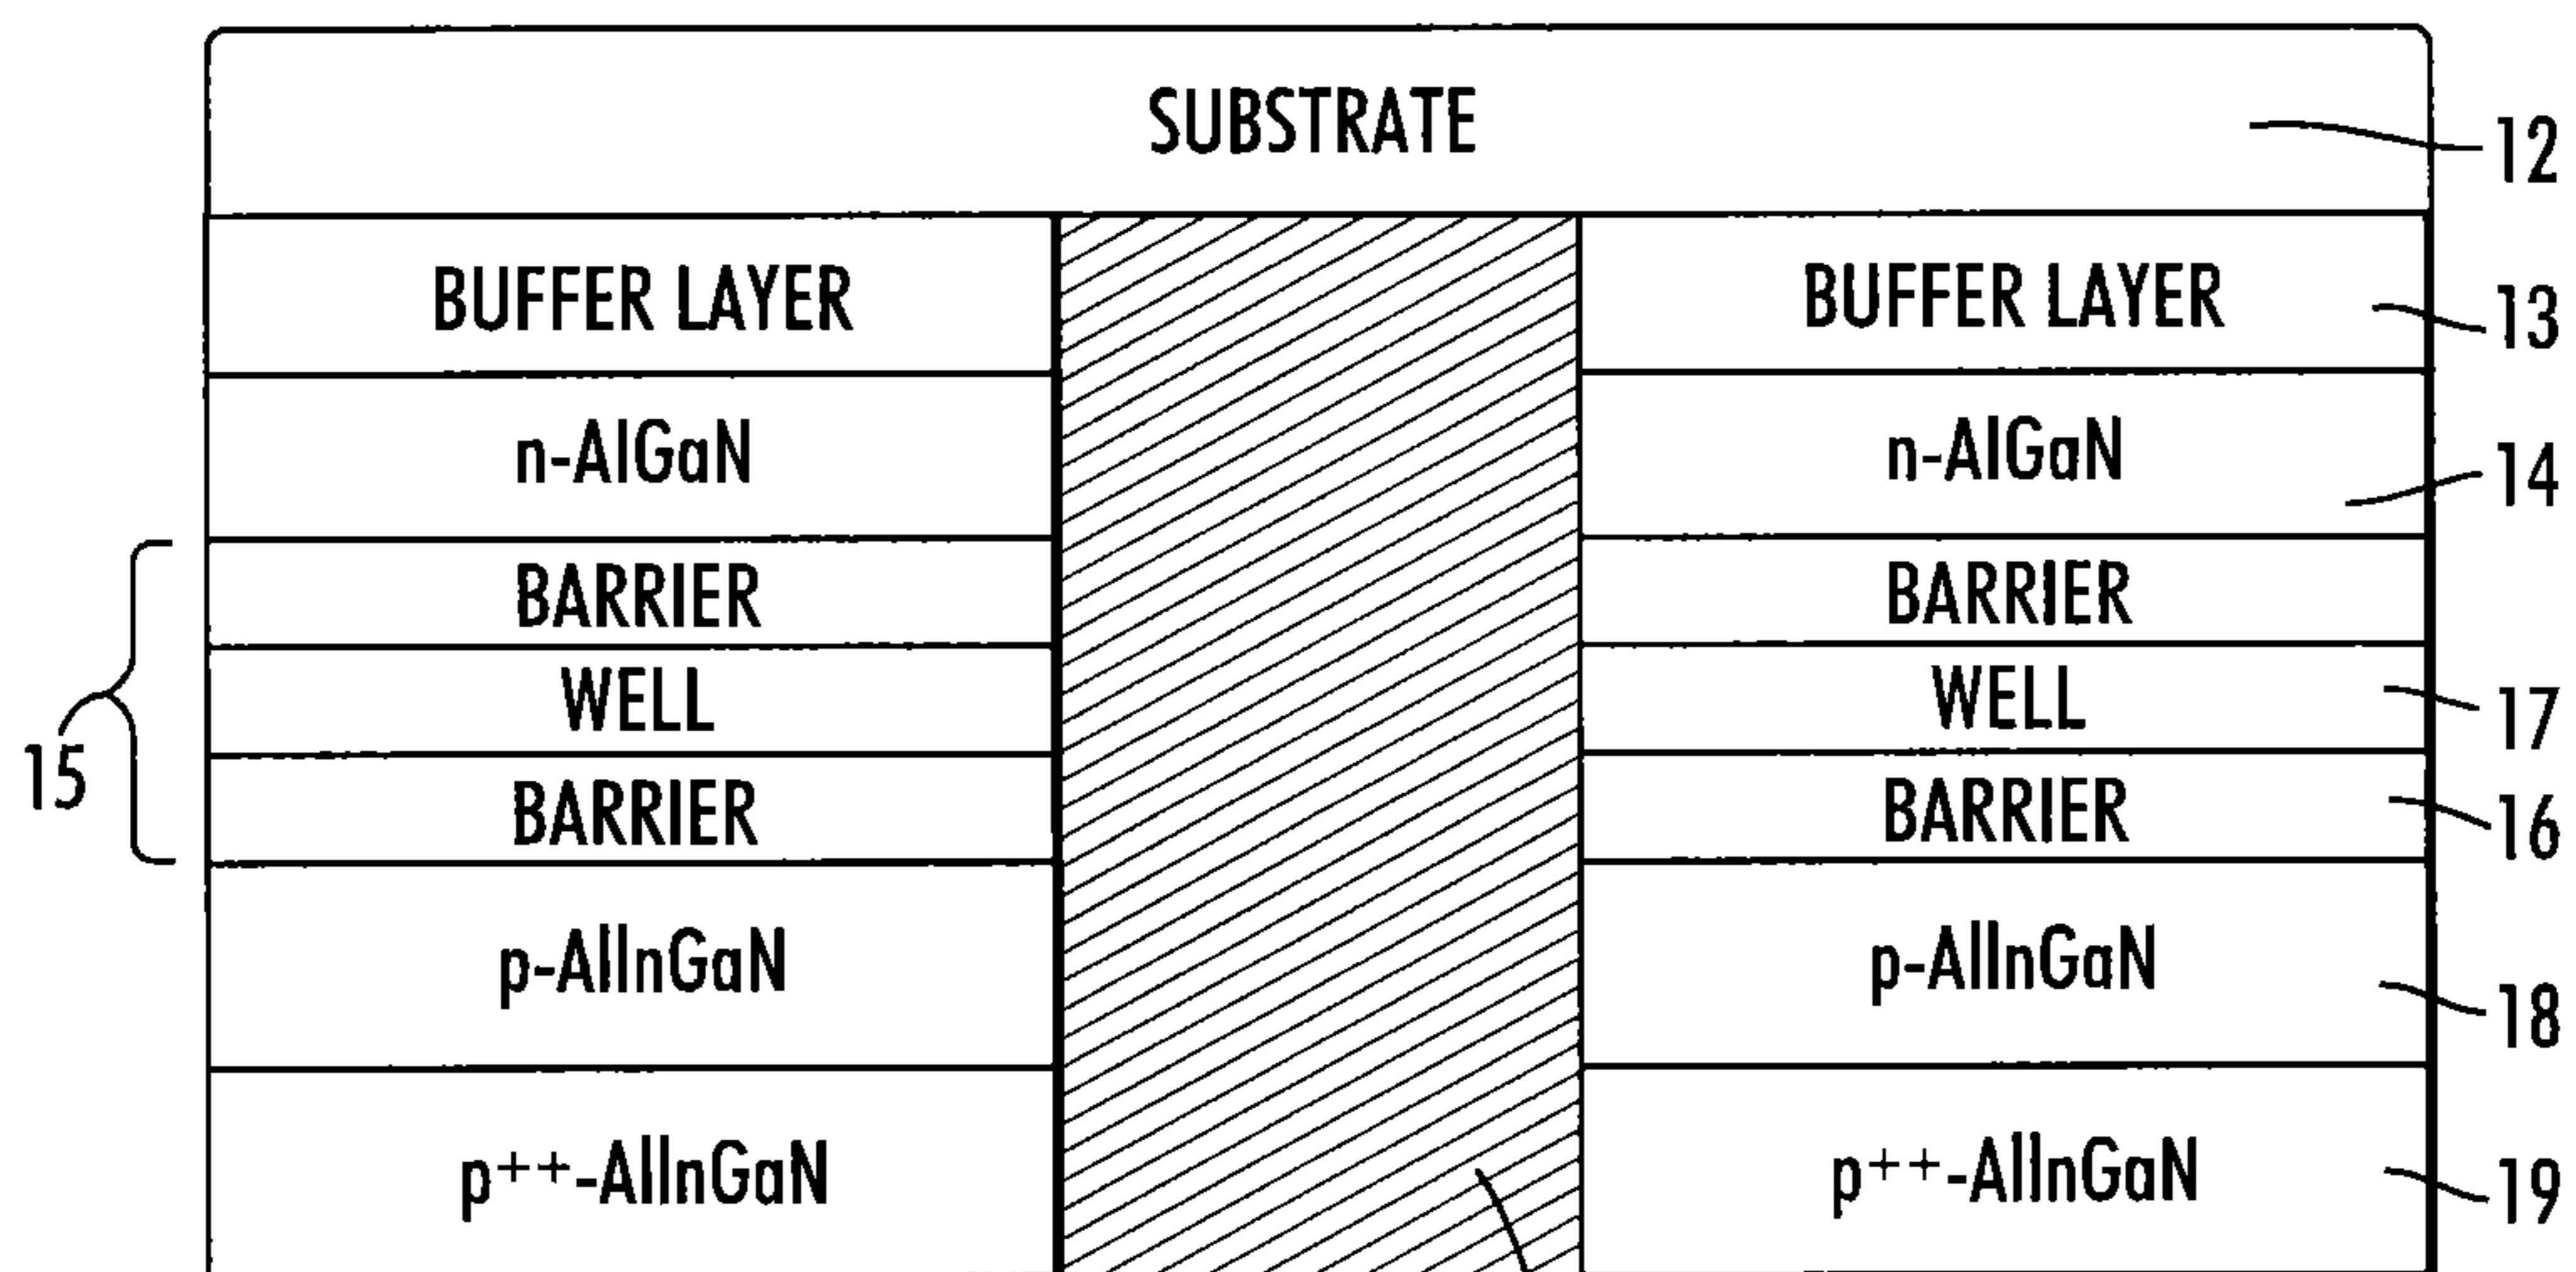 SUBSTRATE 12
BUFFER LAYER BUFFER LAYER 13
n-AlGaN n-AlGaN 14
BARRIER BARRIER
WELL WELL 17
15 BARRIER BARRIER 16
p-AlInGaN p-AlInGaN 18
p++-AlInGaN p++-AlInGaN 19